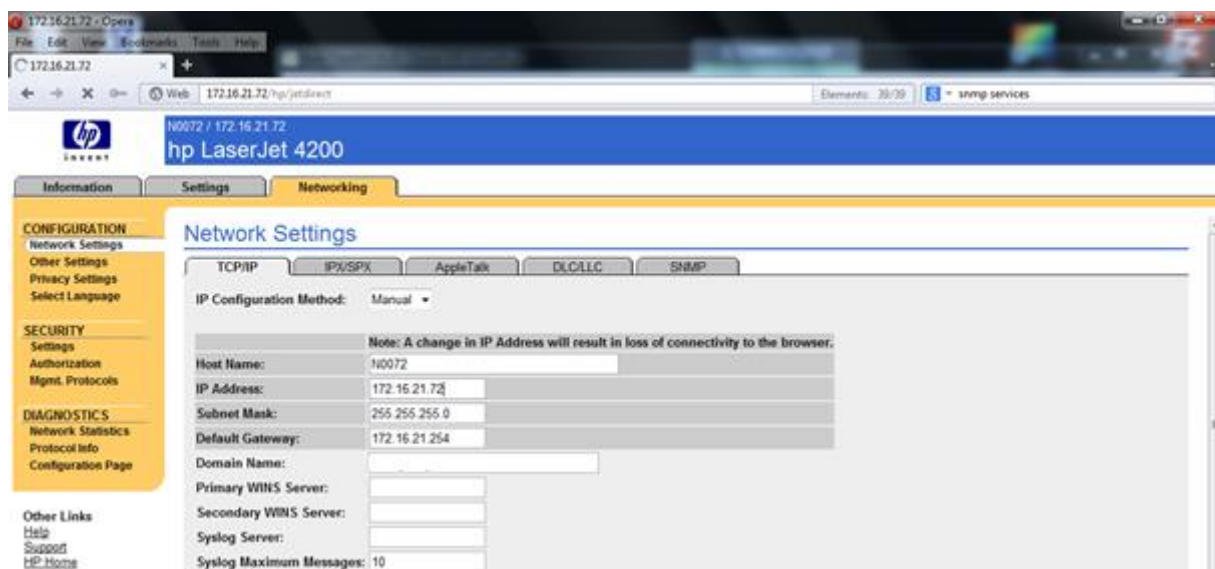 172.16.21.72 - Opera
File Edit View Bookmarks Tools Help
172.16.21.72
Web 172.16.21.72/hp/jetdirect Elements: 39/39 snmp services
hp
invent
N0072 / 172.16.21.72
hp LaserJet 4200
Information Settings Networking
CONFIGURATION
Network Settings
Other Settings
Privacy Settings
Select Language
SECURITY
Settings
Authorization
Mgmt. Protocols
DIAGNOSTICS
Network Statistics
Protocol Info
Configuration Page
Other Links
Help
Support
HP Home
Network Settings
TCP/IP IPX/SPX AppleTalk DLC/LLC SNMP
IP Configuration Method: Manual
Note: A change in IP Address will result in loss of connectivity to the browser.
Host Name: N0072
IP Address: 172.16.21.72
Subnet Mask: 255.255.255.0
Default Gateway: 172.16.21.254
Domain Name:
Primary WINS Server:
Secondary WINS Server:
Syslog Server:
Syslog Maximum Messages: 10